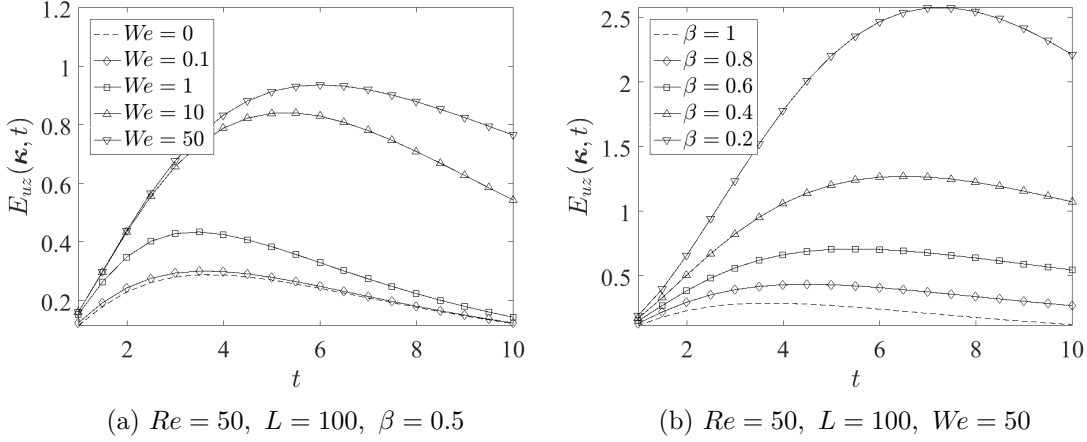 1.2
1
0.8
0.6
0.4
0.2
E_{uz}(κ, t)
We = 0
We = 0.1
We = 1
We = 10
We = 50
2 4 6 8 10
t
(a) Re = 50, L = 100, β = 0.5
2.5
2
1.5
1
0.5
E_{uz}(κ, t)
β = 1
β = 0.8
β = 0.6
β = 0.4
β = 0.2
2 4 6 8 10
t
(b) Re = 50, L = 100, We = 50